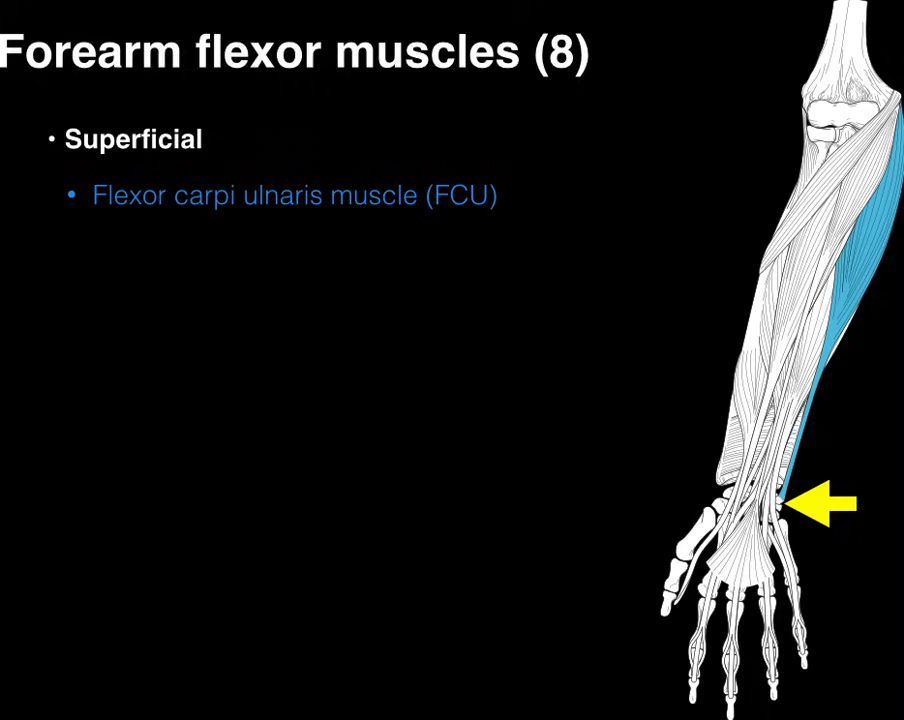 Forearm flexor muscles (8)
• Superficial
• Flexor carpi ulnaris muscle (FCU)